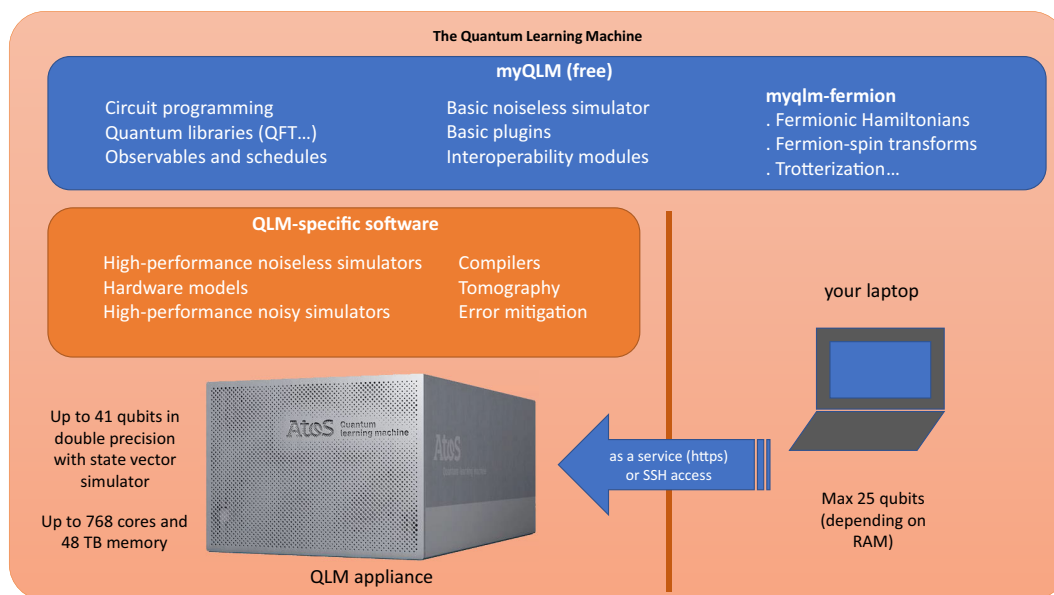 The Quantum Learning Machine
myQLM (free)
Circuit programming
Quantum libraries (QFT…)
Observables and schedules
Basic noiseless simulator
Basic plugins
Interoperability modules
myqlm-fermion
. Fermionic Hamiltonians
. Fermion-spin transforms
. Trotterization…
QLM-specific software
High-performance noiseless simulators
Hardware models
High-performance noisy simulators
Compilers
Tomography
Error mitigation
your laptop
Up to 41 qubits in
double precision
with state vector
simulator
Up to 768 cores and
48 TB memory
Atos Quantum
learning machine
Atos
Quantum learning machine
QLM appliance
as a service (https)
or SSH access
Max 25 qubits
(depending on
RAM)